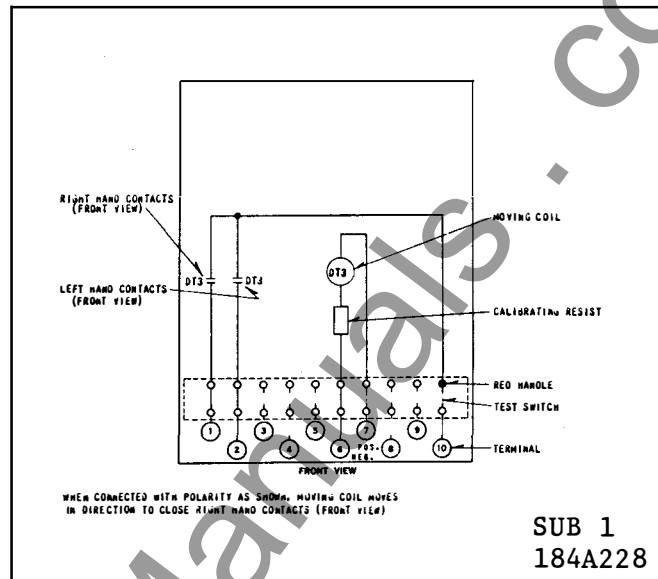 RIGHT HAND CONTACTS
(FRONT VIEW)
MOVING COIL
DT3
DT3
DT3
LEFT HAND CONTACTS
(FRONT VIEW)
CALIBRATING RESIST
RED HANDLE
TEST SWITCH
1
3
5
7
9
2
4
6
POS.
NEG.
8
10
TERMINAL
FRONT VIEW
WHEN CONNECTED WITH POLARITY AS SHOWN, MOVING COIL MOVES
IN DIRECTION TO CLOSE RIGHT HAND CONTACTS (FRONT VIEW)
SUB 1
184A228
Manuals . co